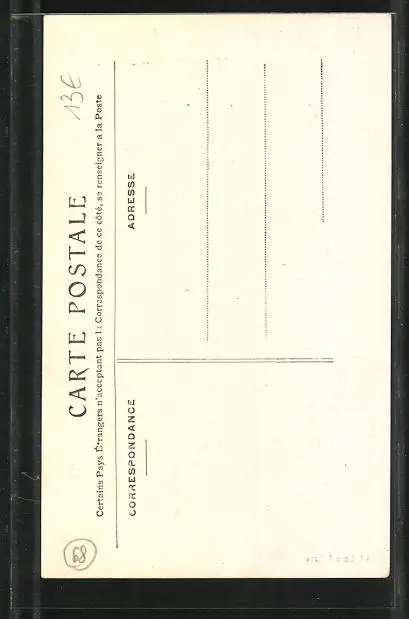 13€
CARTE POSTALE
Certains Pays Étrangers n'acceptant pas la Correspondance de ce côté, se renseigner a la Poste
CORRESPONDANCE
ADRESSE
68